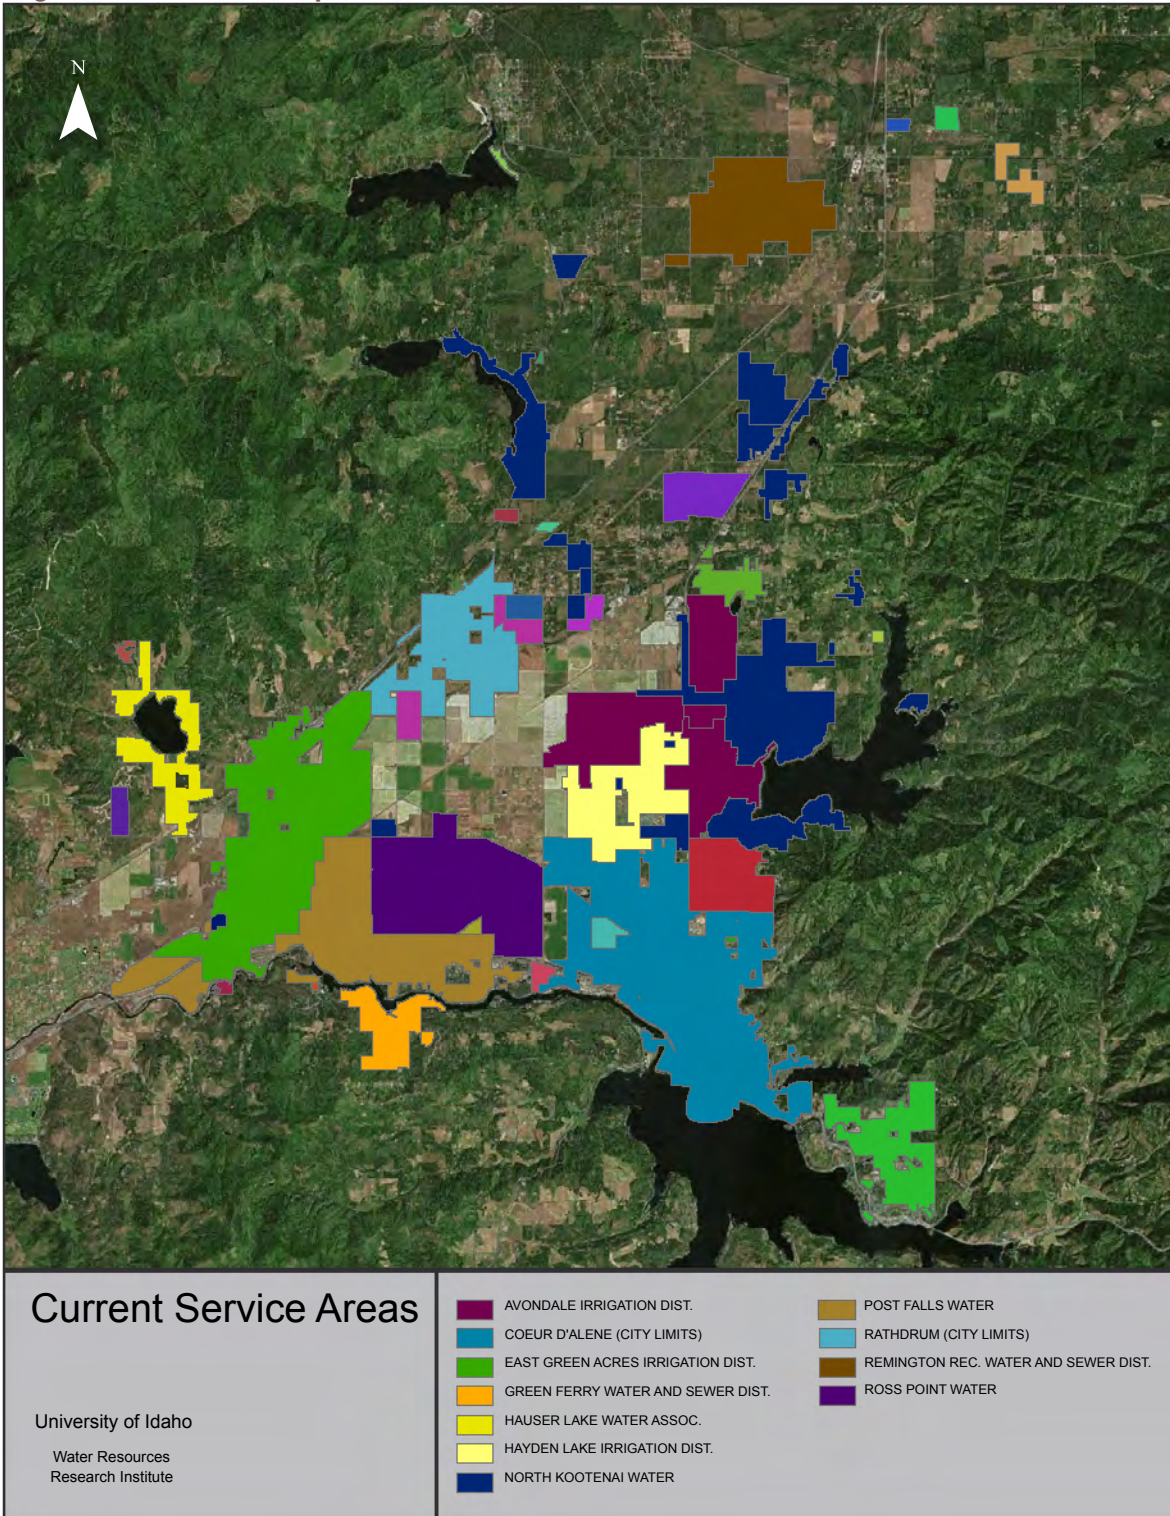 N
Current Service Areas
University of Idaho
Water Resources
Research Institute
AVONDALE IRRIGATION DIST.
COEUR D'ALENE (CITY LIMITS)
EAST GREEN ACRES IRRIGATION DIST.
GREEN FERRY WATER AND SEWER DIST.
HAUSER LAKE WATER ASSOC.
HAYDEN LAKE IRRIGATION DIST.
NORTH KOOTENAI WATER
POST FALLS WATER
RATHDRUM (CITY LIMITS)
REMINGTON REC. WATER AND SEWER DIST.
ROSS POINT WATER